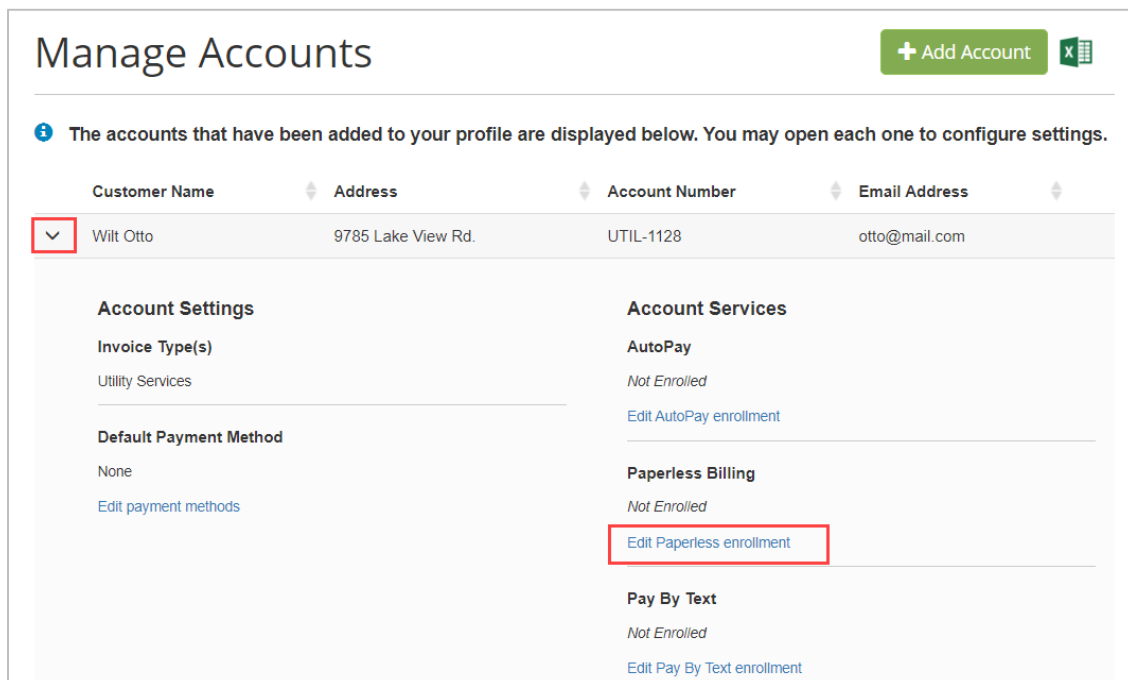 Manage Accounts
Add Account
The accounts that have been added to your profile are displayed below. You may open each one to configure settings.
Customer Name Address Account Number Email Address
Wilt Otto 9785 Lake View Rd. UTIL-1128 otto@mail.com
Account Settings
Invoice Type(s)
Utility Services
Default Payment Method
None
Edit payment methods
Account Services
AutoPay
Not Enrolled
Edit AutoPay enrollment
Paperless Billing
Not Enrolled
Edit Paperless enrollment
Pay By Text
Not Enrolled
Edit Pay By Text enrollment